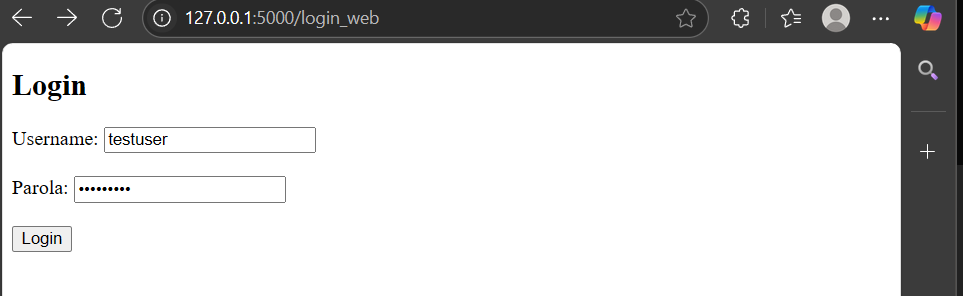 127.0.0.1:5000/login_web
Login
Username: testuser
Parola: •••••••••
Login